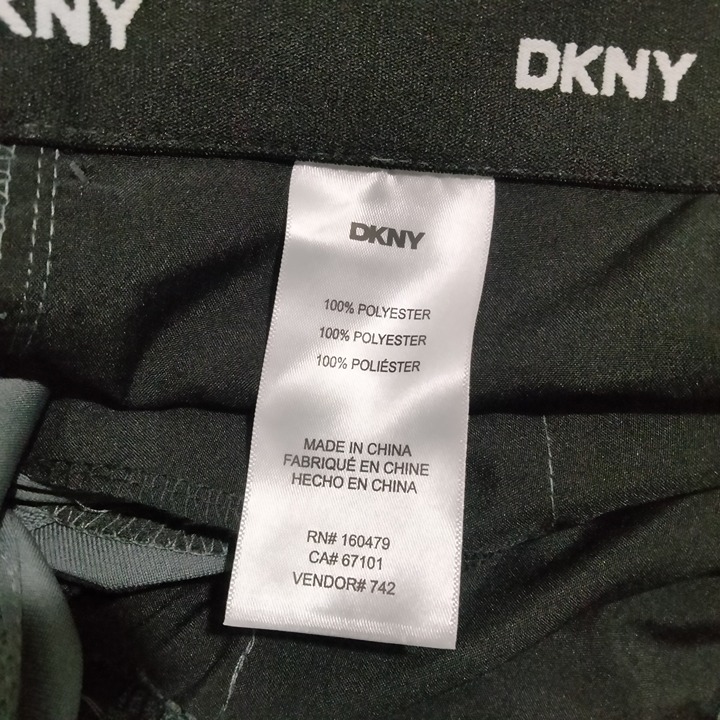 KNY
DKNY
DKNY
100% POLYESTER
100% POLYESTER
100% POLIÉSTER
MADE IN CHINA
FABRIQUÉ EN CHINE
HECHO EN CHINA
RN# 160479
CA# 67101
VENDOR# 742